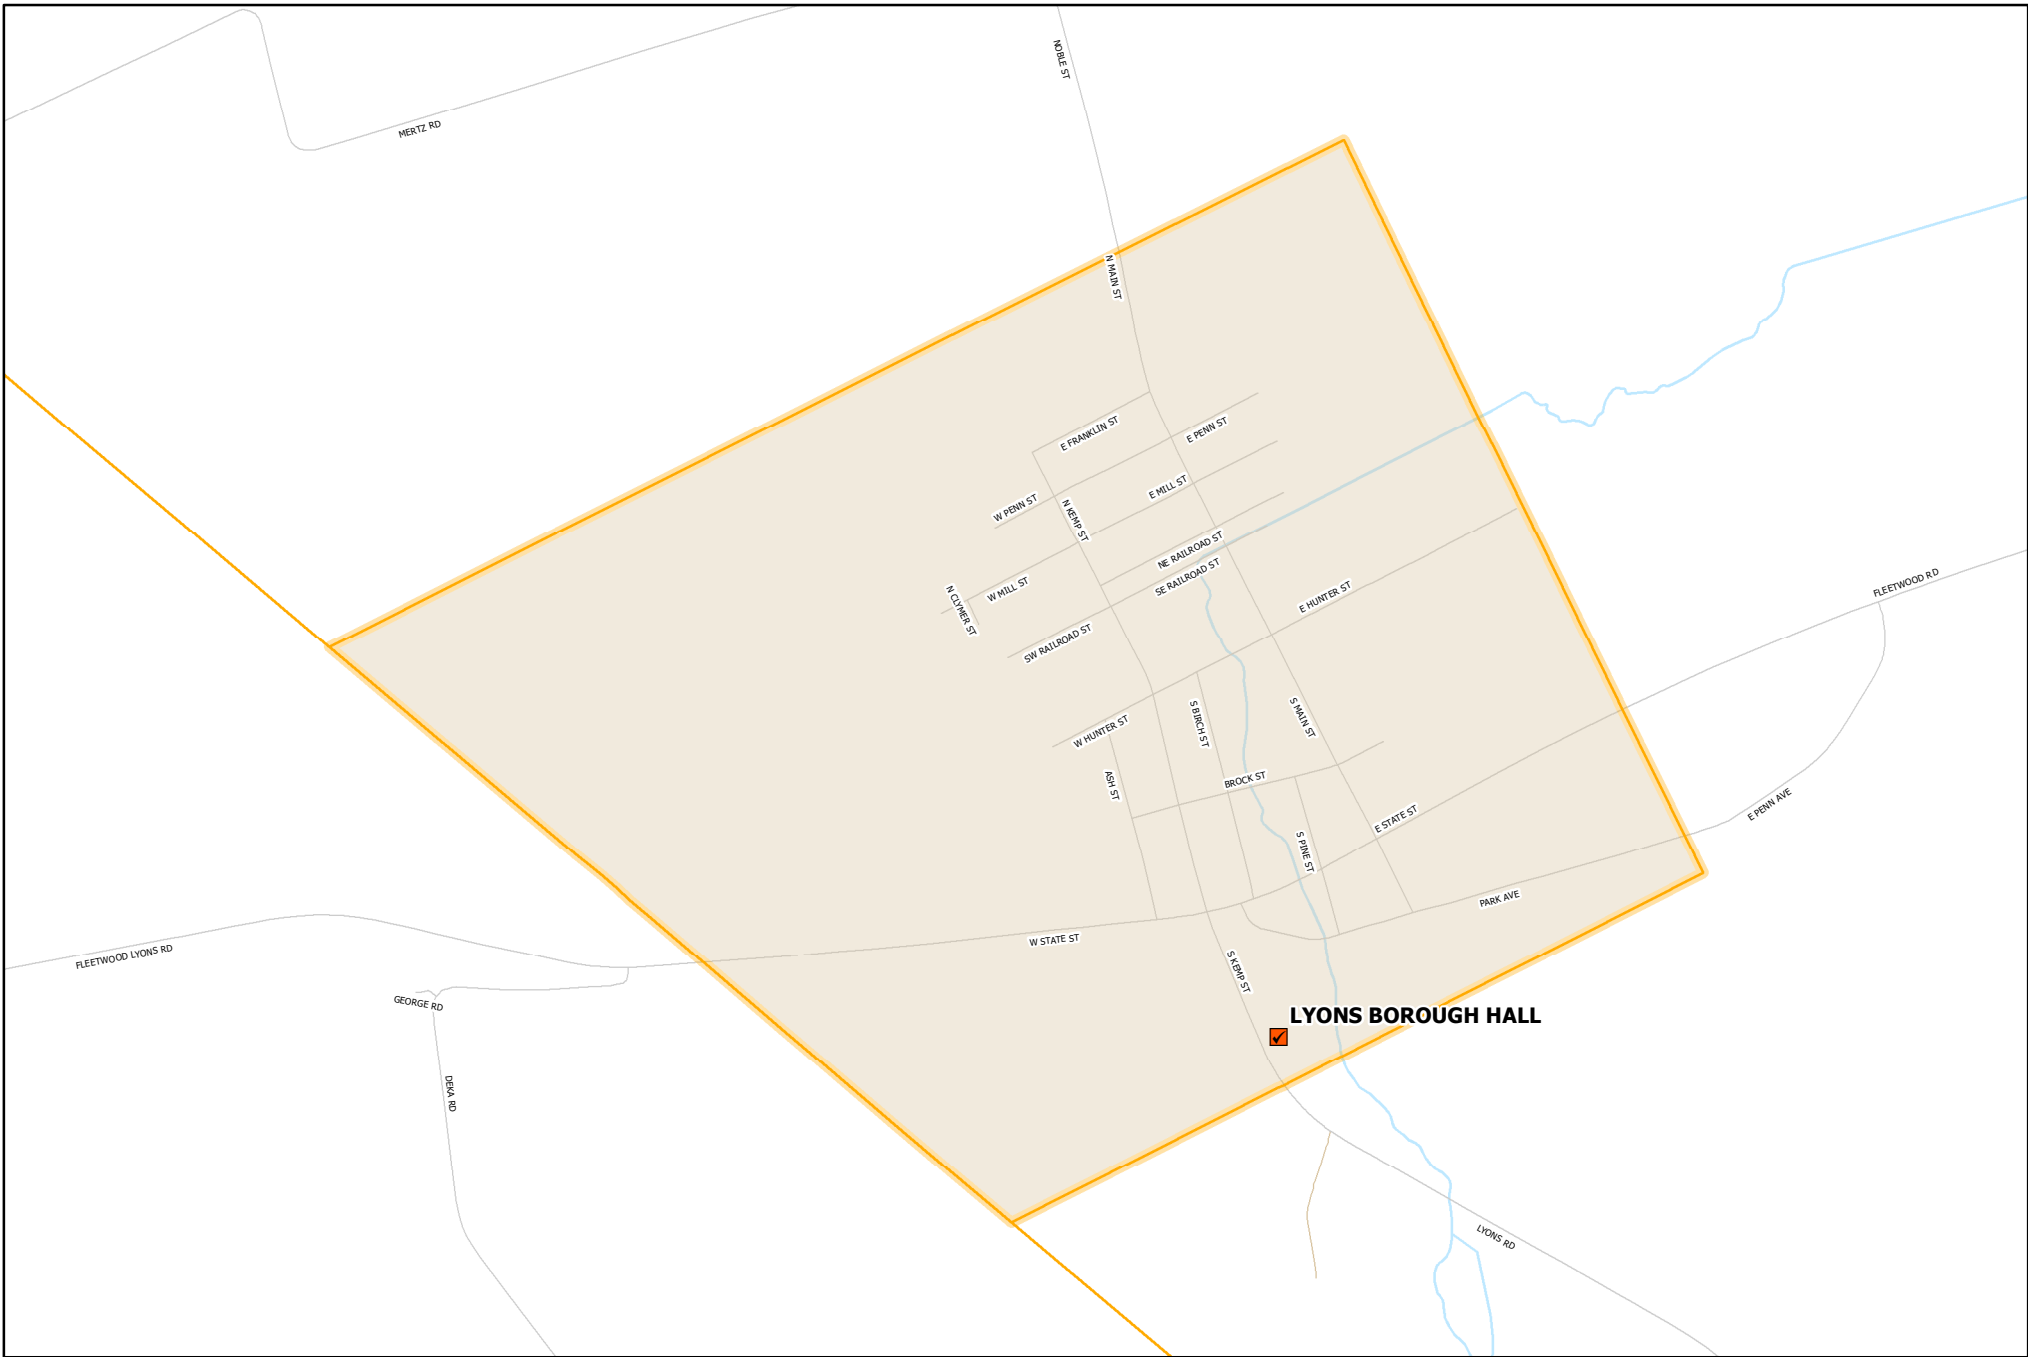 NOBLE ST
MERTZ RD
N MAIN ST
E FRANKLIN ST
E PENN ST
E MILL ST
W PENN ST
N KEMP ST
NE RAILROAD ST
SE RAILROAD ST
W MILL ST
N CLYMER ST
E HUNTER ST
FLEETWOOD RD
SW RAILROAD ST
S BIRCH ST
S MAIN ST
W HUNTER ST
ASH ST
BROCK ST
E STATE ST
E PENN AVE
S PINE ST
PARK AVE
W STATE ST
FLEETWOOD LYONS RD
S KEMP ST
GEORGE RD
LYONS BOROUGH HALL
DEKA RD
LYONS RD